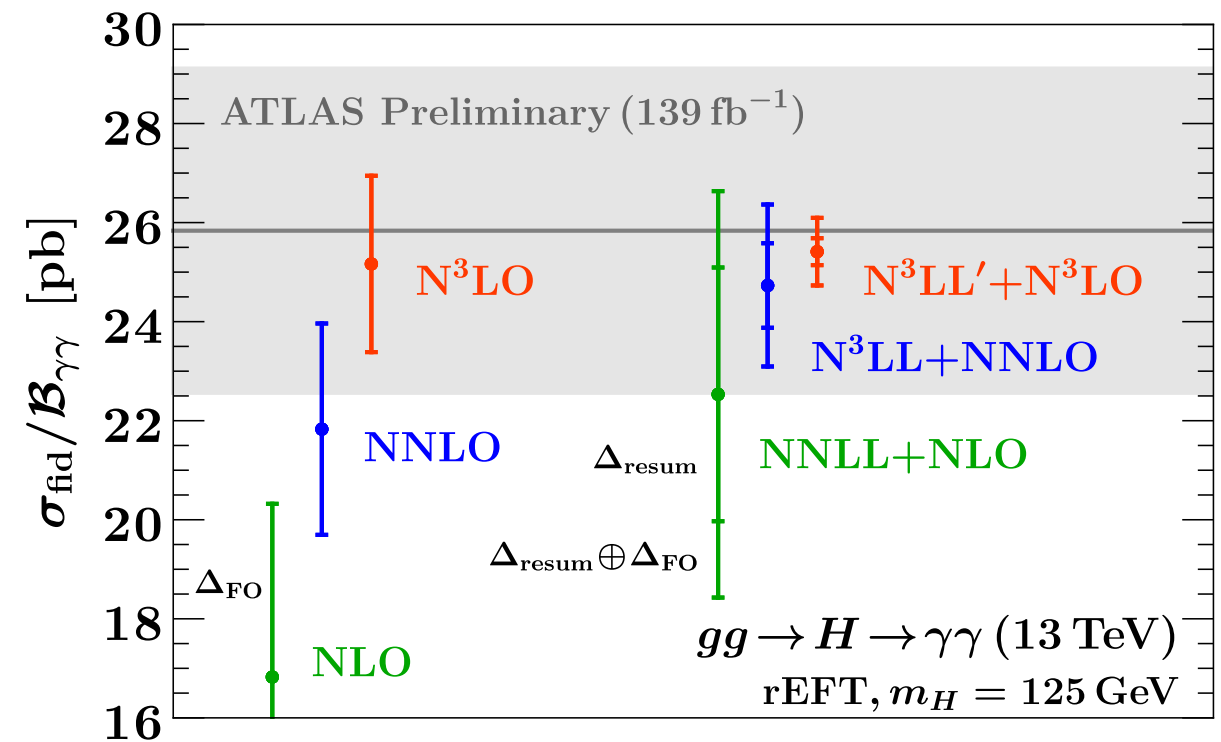 30
ATLAS Preliminary (139 fb⁻¹)
28
26
N³LO
N³LL′+N³LO
24
N³LL+NNLO
22
NNLO
Δresum
NNLL+NLO
20
Δresum⊕ΔFO
ΔFO
18
gg→H→γγ (13 TeV)
NLO
rEFT, mH = 125 GeV
16
σfid/ℬγγ [pb]